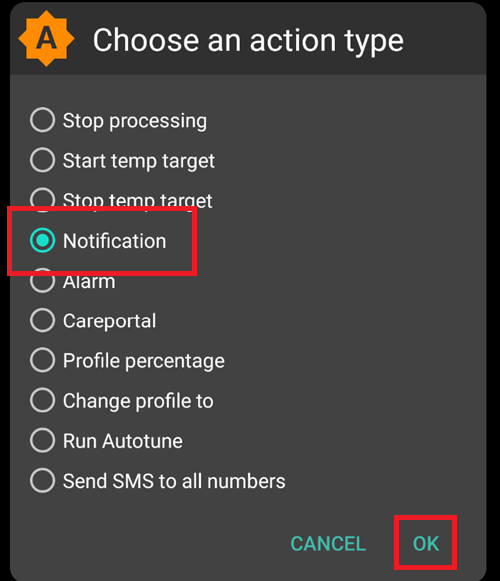 A
Choose an action type
Stop processing
Start temp target
Stop temp target
Notification
Alarm
Careportal
Profile percentage
Change profile to
Run Autotune
Send SMS to all numbers
CANCEL OK